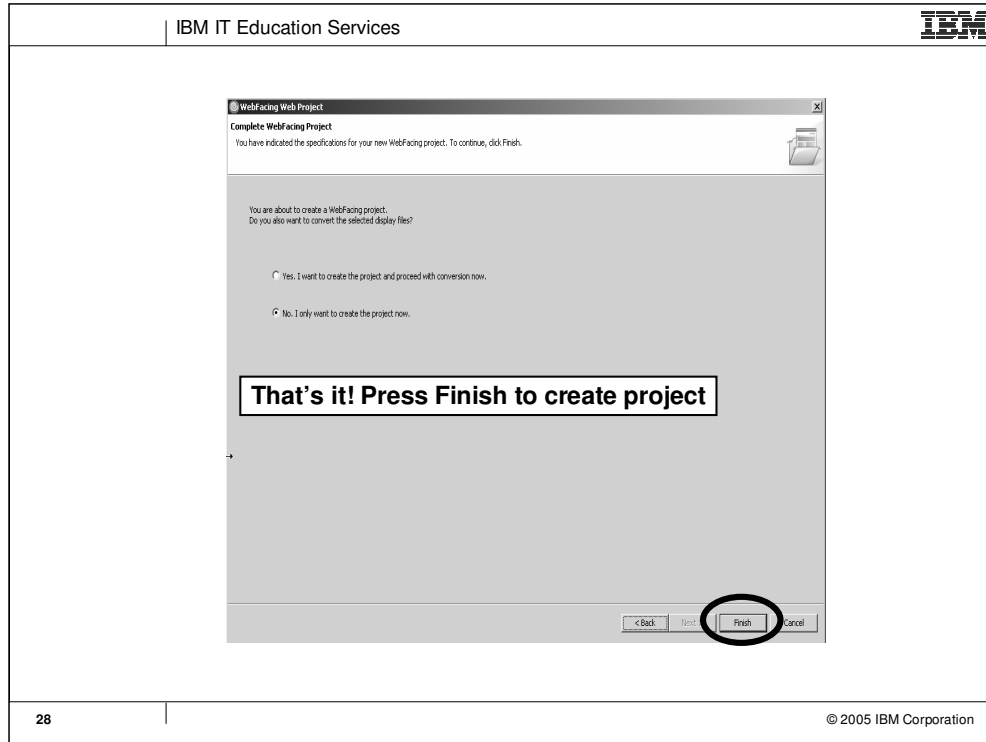 IBM IT Education Services
IBM
WebFacing Web Project
Complete WebFacing Project
You have indicated the specifications for your new WebFacing project. To continue, click Finish.
You are about to create a WebFacing project.
Do you also want to convert the selected display files?
Yes. I want to create the project and proceed with conversion now.
No. I only want to create the project now.
That's it! Press Finish to create project
< Back Next Finish Cancel
28
© 2005 IBM Corporation